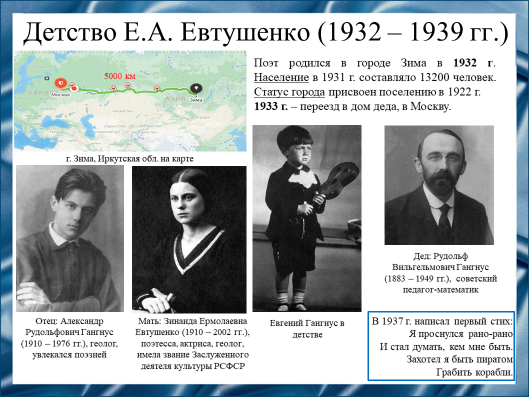 Детство Е.А. Евтушенко (1932 – 1939 гг.)
5000 км
Москва
Зима
г. Зима, Иркутская обл. на карте
Поэт родился в городе Зима в 1932 г.
Население в 1931 г. составляло 13200 человек.
Статус города присвоен поселению в 1922 г.
1933 г. – переезд в дом деда, в Москву.
Отец: Александр
Рудольфович Гангнус
(1910 – 1976 гг.), геолог,
увлекался поэзией
Мать: Зинаида Ермолаевна
Евтушенко (1910 – 2002 гг.),
поэтесса, актриса, геолог,
имела звание Заслуженного
деятеля культуры РСФСР
Евгений Гангнус в
детстве
Дед: Рудольф
Вильгельмович Гангнус
(1883 – 1949 гг.), советский
педагог-математик
В 1937 г. написал первый стих:
Я проснулся рано-рано
И стал думать, кем мне быть.
Захотел я быть пиратом
Грабить корабли.